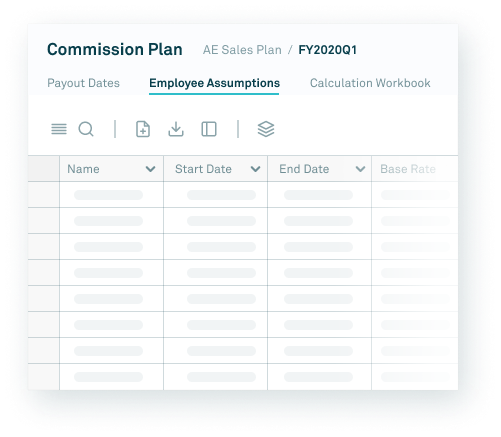 Commission Plan AE Sales Plan / FY2020Q1
Payout Dates Employee Assumptions Calculation Workbook
Name Start Date End Date Base Rate